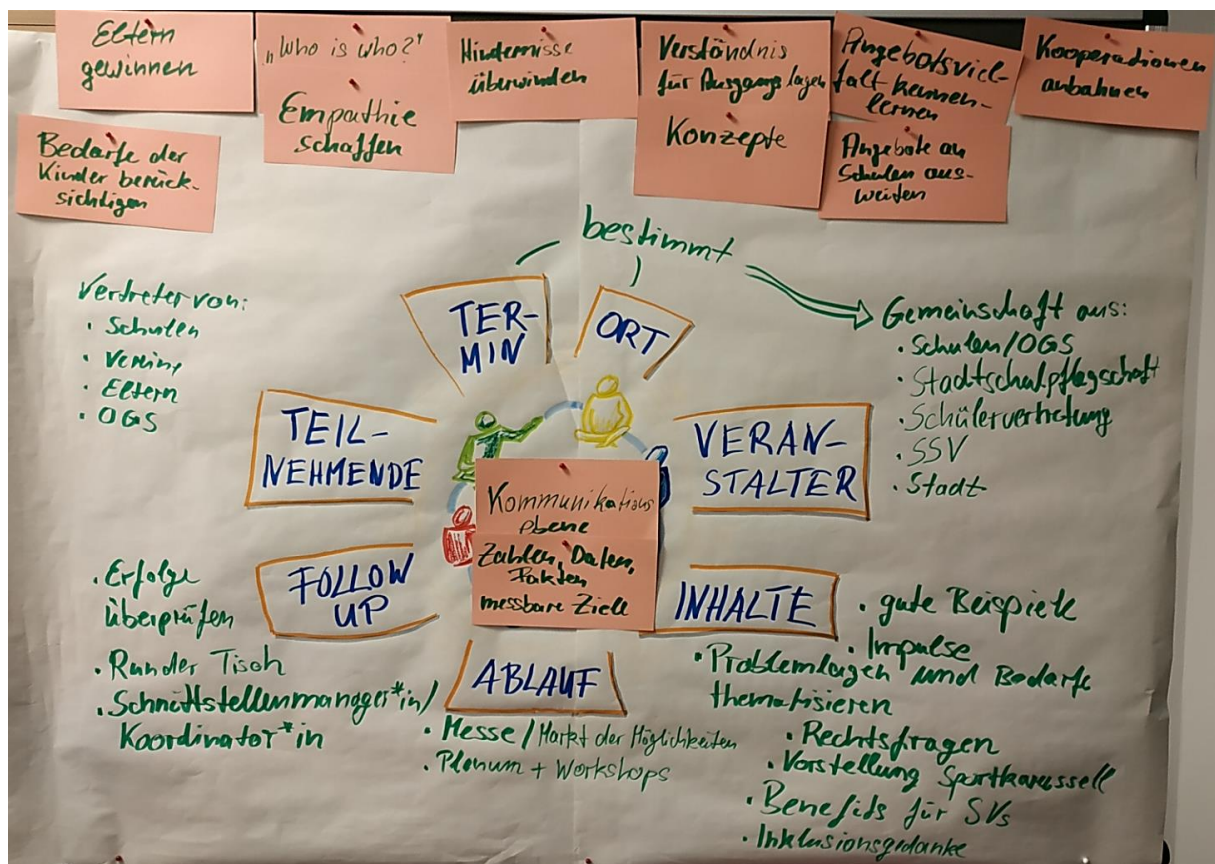 Eltern
gewinnen
„Who is who?"
Empathie
schaffen
Hindernisse
überwinden
Verständnis
für Ausgangslagen
Konzepte
Angebotsviel-
falt kennen-
lernen
Angebote an
Schulen aus-
weiten
Kooperationen
anbahnen
Bedarfe der
Kinder berück-
sichtigen
bestimmt
Vertreter von:
· Schulen
· Vereine
· Eltern
· OGS
TER-
MIN
ORT
Gemeinschaft aus:
· Schulen/OGS
· Stadtschulpflegschaft
· Schülervertretung
· SSV
· Stadt
TEIL-
NEHMENDE
VERAN-
STALTER
Kommunikations
ebene
Zahlen, Daten,
Fakten
messbare Ziele
FOLLOW
UP
· Erfolge
überprüfen
· Runder Tisch
· Schnittstellenmanager*in/
Koordinator*in
ABLAUF
· Messe/Markt der Möglichkeiten
· Plenum + Workshops
INHALTE
· gute Beispiele
· Impulse
· Problemlagen und Bedarfe
thematisieren
· Rechtsfragen
· Vorstellung Sportkarussell
· Benefits für SVs
· Inklusionsgedanke